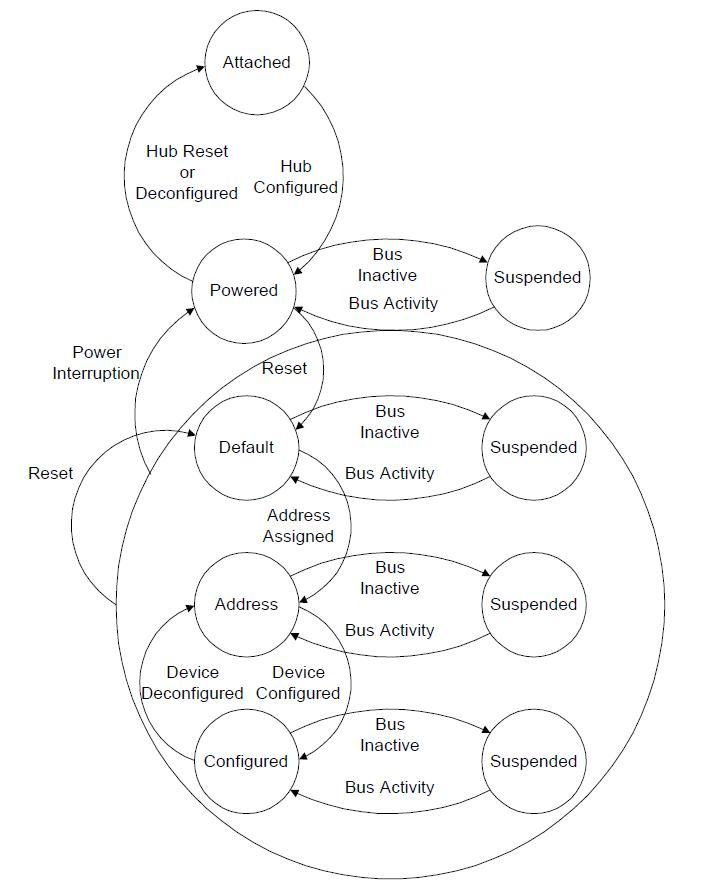 Attached
Hub Reset
or
Deconfigured
Hub
Configured
Powered
Bus
Inactive
Bus Activity
Suspended
Power
Interruption
Reset
Default
Bus
Inactive
Bus Activity
Suspended
Reset
Address
Assigned
Address
Bus
Inactive
Bus Activity
Suspended
Device
Deconfigured
Device
Configured
Configured
Bus
Inactive
Bus Activity
Suspended